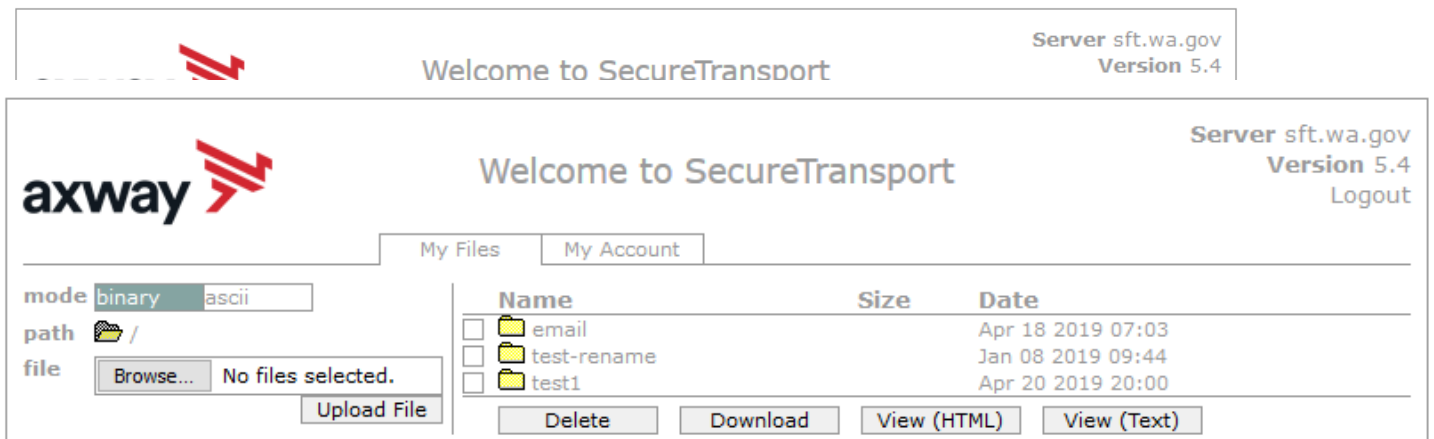 Server sft.wa.gov
Welcome to SecureTransport
Version 5.4
Server sft.wa.gov
axway
Welcome to SecureTransport
Version 5.4
Logout
My Files My Account
mode binary ascii
path /
file Browse... No files selected.
Upload File
Name Size Date
email Apr 18 2019 07:03
test-rename Jan 08 2019 09:44
test1 Apr 20 2019 20:00
Delete Download View (HTML) View (Text)